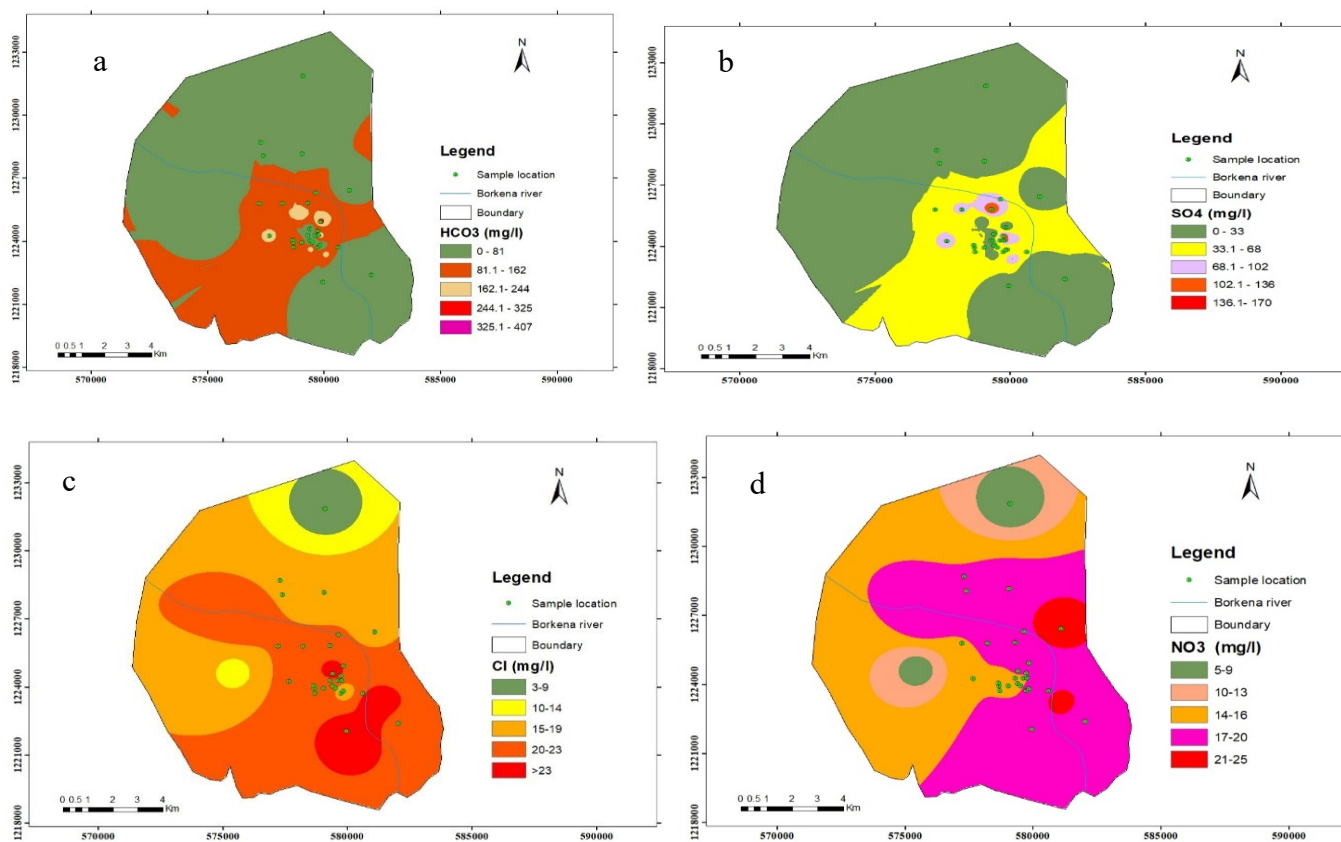 a
N
1233000
1230000
1227000
1224000
1221000
1218000
Legend
Sample location
Borkena river
Boundary
HCO3 (mg/l)
0 - 81
81.1 - 162
162.1- 244
244.1 - 325
325.1 - 407
0 0.5 1 2 3 4
Km
570000 575000 580000 585000 590000
b
N
1233000
1230000
1227000
1224000
1221000
1218000
Legend
Sample location
Borkena river
Boundary
SO4 (mg/l)
0 - 33
33.1 - 68
68.1 - 102
102.1 - 136
136.1- 170
0 0.5 1 2 3 4
Km
570000 575000 580000 585000 590000
c
N
1233000
1230000
1227000
1224000
1221000
1218000
Legend
Sample location
Borkena river
Boundary
Cl (mg/l)
3-9
10-14
15-19
20-23
>23
0 0.5 1 2 3 4
Km
570000 575000 580000 585000 590000
d
N
1233000
1230000
1227000
1224000
1221000
1218000
Legend
Sample location
Borkena river
Boundary
NO3 (mg/l)
5-9
10-13
14-16
17-20
21-25
0 0.5 1 2 3 4
Km
570000 575000 580000 585000 590000